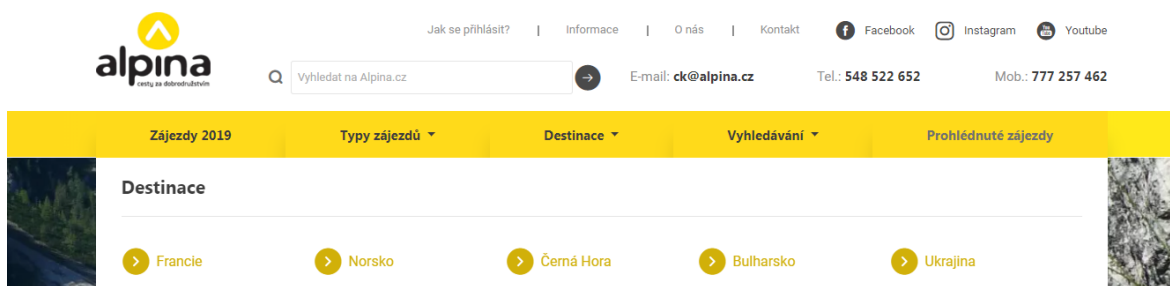 Jak se přihlásit? | Informace | O nás | Kontakt Facebook Instagram Youtube
alpina
cesty za dobrodružstvím
Vyhledat na Alpina.cz E-mail: ck@alpina.cz Tel.: 548 522 652 Mob.: 777 257 462
Zájezdy 2019 Typy zájezdů Destinace Vyhledávání Prohlédnuté zájezdy
Destinace
Francie Norsko Černá Hora Bulharsko Ukrajina